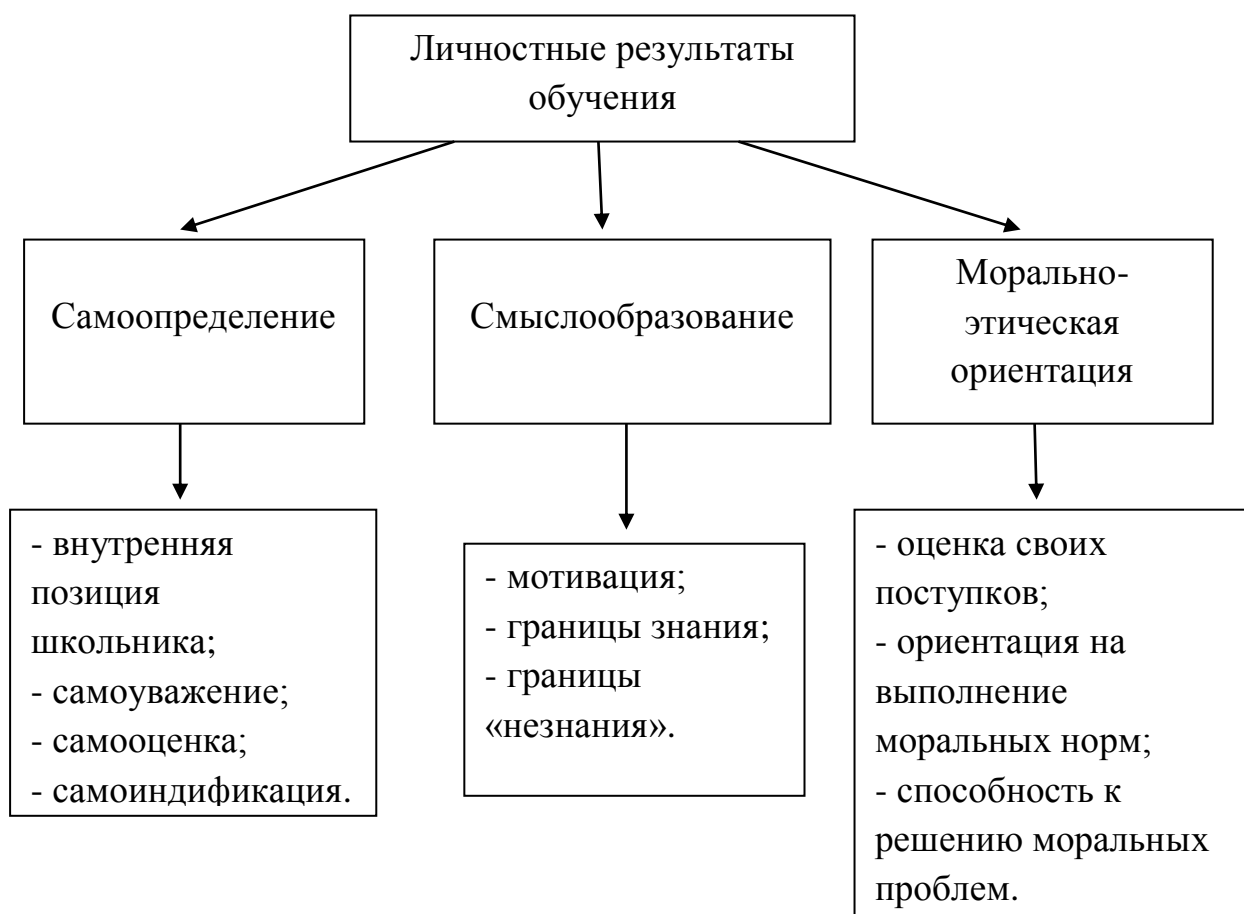 Личностные результаты
обучения
Самоопределение
Смыслообразование
Морально-
этическая
ориентация
- внутренняя
позиция
школьника;
- самоуважение;
- самооценка;
- самоиндификация.
- мотивация;
- границы знания;
- границы
«незнания».
- оценка своих
поступков;
- ориентация на
выполнение
моральных норм;
- способность к
решению моральных
проблем.